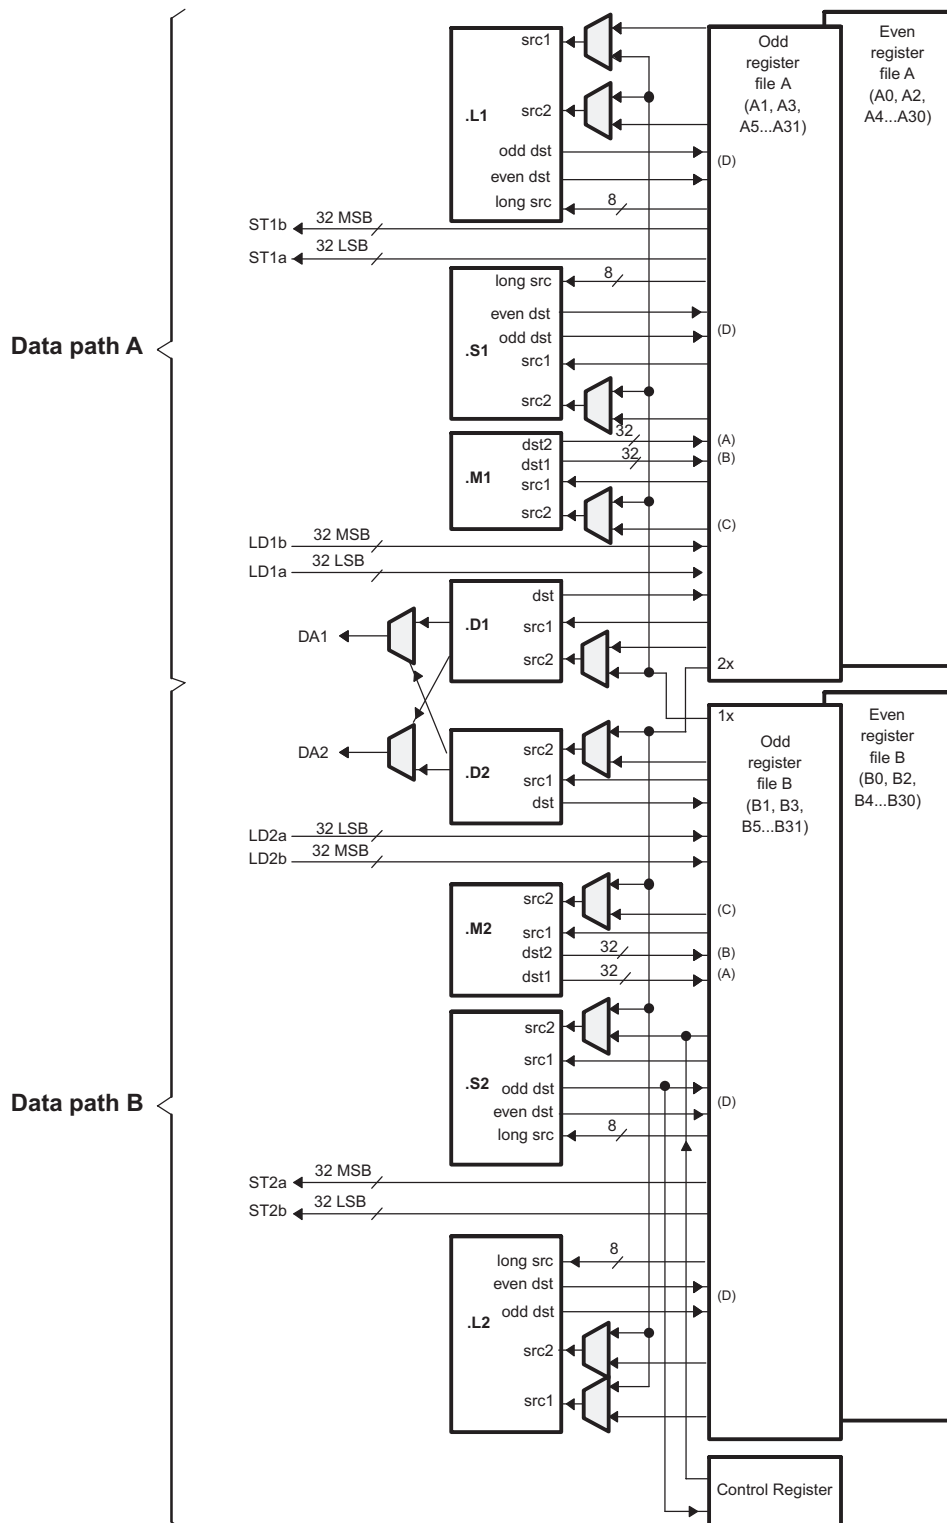 Even
register
file A
(A0, A2,
A4...A30)
Odd
register
file A
(A1, A3,
A5...A31)
src1
.L1
src2
odd dst
(D)
even dst
long src
8
ST1b
32 MSB
ST1a
32 LSB
8
long src
even dst
(D)
odd dst
Data path A
.S1
src1
src2
32
dst2
(A)
32
dst1
(B)
.M1
src1
src2
(C)
LD1b
32 MSB
LD1a
32 LSB
dst
.D1
src1
DA1
src2
2x
1x
Even
register
file B
(B0, B2,
B4...B30)
Odd
register
file B
(B1, B3,
B5...B31)
DA2
src2
.D2
src1
dst
LD2a
32 LSB
LD2b
32 MSB
src2
(C)
.M2
src1
dst2
32
(B)
dst1
32
(A)
src2
src1
.S2
odd dst
Data path B
(D)
even dst
long src
8
ST2a
32 MSB
ST2b
32 LSB
8
long src
even dst
(D)
odd dst
.L2
src2
src1
Control Register